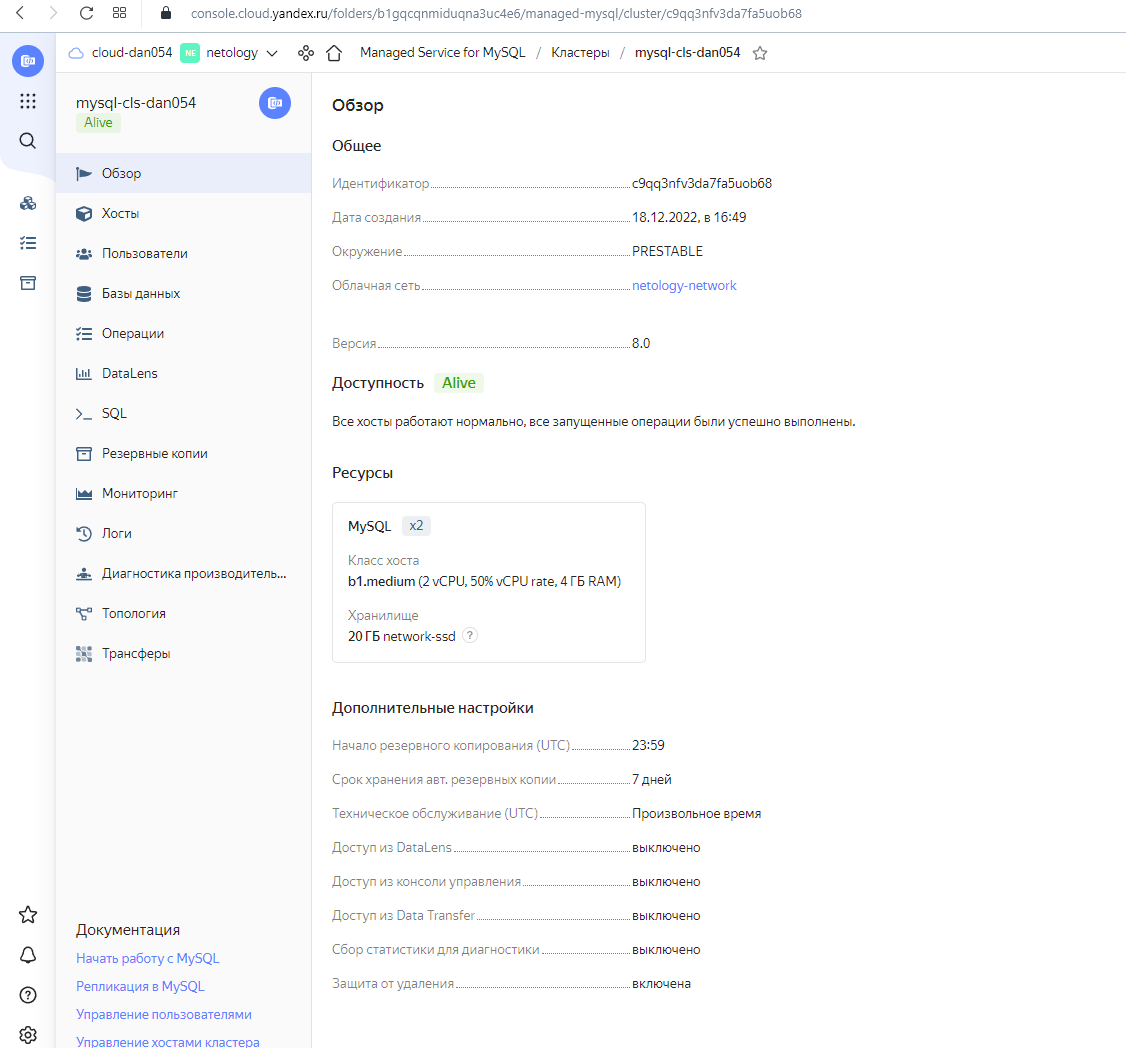 console.cloud.yandex.ru/folders/b1gqcqnmiduqna3uc4e6/managed-mysql/cluster/c9qq3nfv3da7fa5uob68
cloud-dan054 NE netology Managed Service for MySQL / Кластеры / mysql-cls-dan054
mysql-cls-dan054
Alive
Обзор
Хосты
Пользователи
Базы данных
Операции
DataLens
SQL
Резервные копии
Мониторинг
Логи
Диагностика производитель...
Топология
Трансферы
Документация
Начать работу с MySQL
Репликация в MySQL
Управление пользователями
Управление хостами кластера
Обзор
Общее
Идентификатор c9qq3nfv3da7fa5uob68
Дата создания 18.12.2022, в 16:49
Окружение PRESTABLE
Облачная сеть netology-network
Версия 8.0
Доступность Alive
Все хосты работают нормально, все запущенные операции были успешно выполнены.
Ресурсы
MySQL x2
Класс хоста
b1.medium (2 vCPU, 50% vCPU rate, 4 ГБ RAM)
Хранилище
20 ГБ network-ssd ?
Дополнительные настройки
Начало резервного копирования (UTC) 23:59
Срок хранения авт. резервных копии 7 дней
Техническое обслуживание (UTC) Произвольное время
Доступ из DataLens выключено
Доступ из консоли управления выключено
Доступ из Data Transfer выключено
Сбор статистики для диагностики выключено
Защита от удаления включена